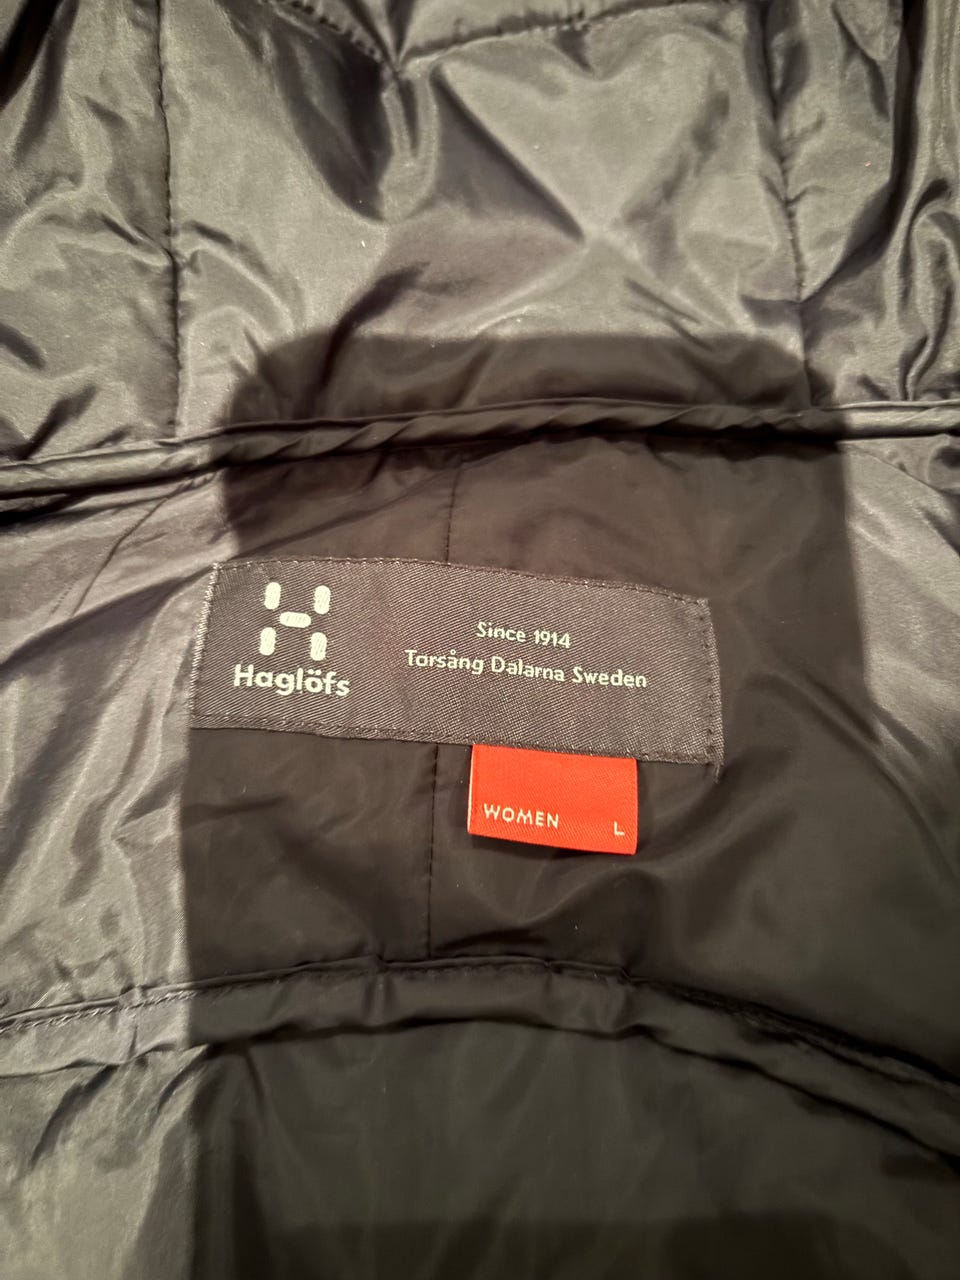 Haglöfs
Since 1914
Torsång Dalarna Sweden
WOMEN L